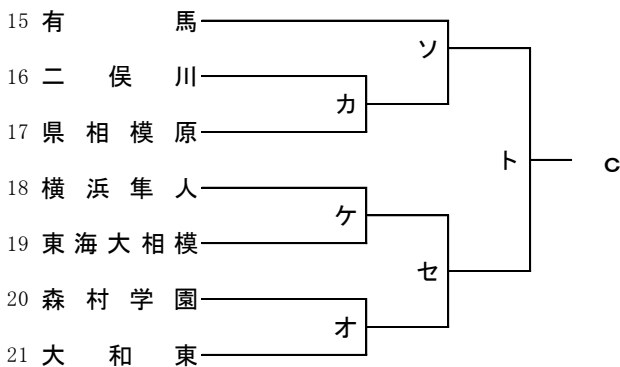 15 有馬
ソ
16 二俣川
カ
17 県相模原
ト C
18 横浜隼人
ケ
19 東海大相模
セ
20 森村学園
オ
21 大和東